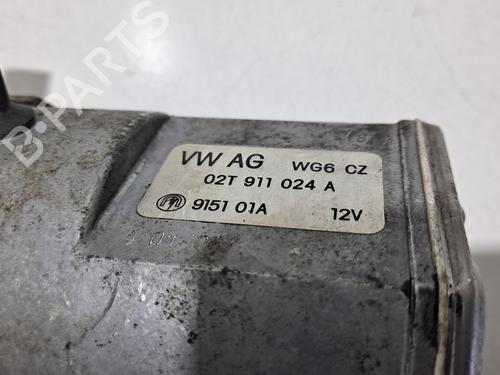 B-PARTS
VW AG WG6 CZ
02T 911 024 A
9151 01A 12V